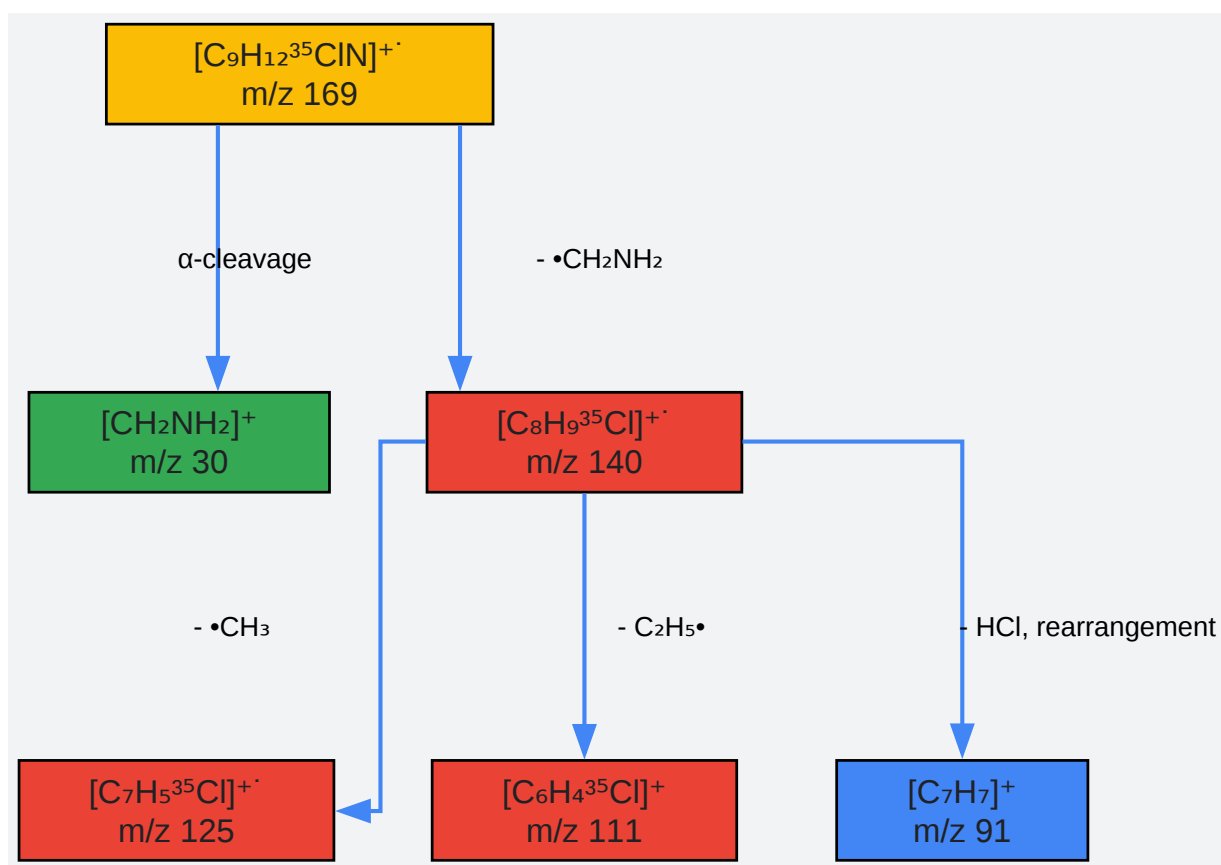 [C₉H₁₂³⁵ClN]⁺˙
m/z 169
α-cleavage
- •CH₂NH₂
[CH₂NH₂]⁺
m/z 30
[C₈H₉³⁵Cl]⁺˙
m/z 140
- •CH₃
- C₂H₅•
- HCl, rearrangement
[C₇H₅³⁵Cl]⁺˙
m/z 125
[C₆H₄³⁵Cl]⁺
m/z 111
[C₇H₇]⁺
m/z 91